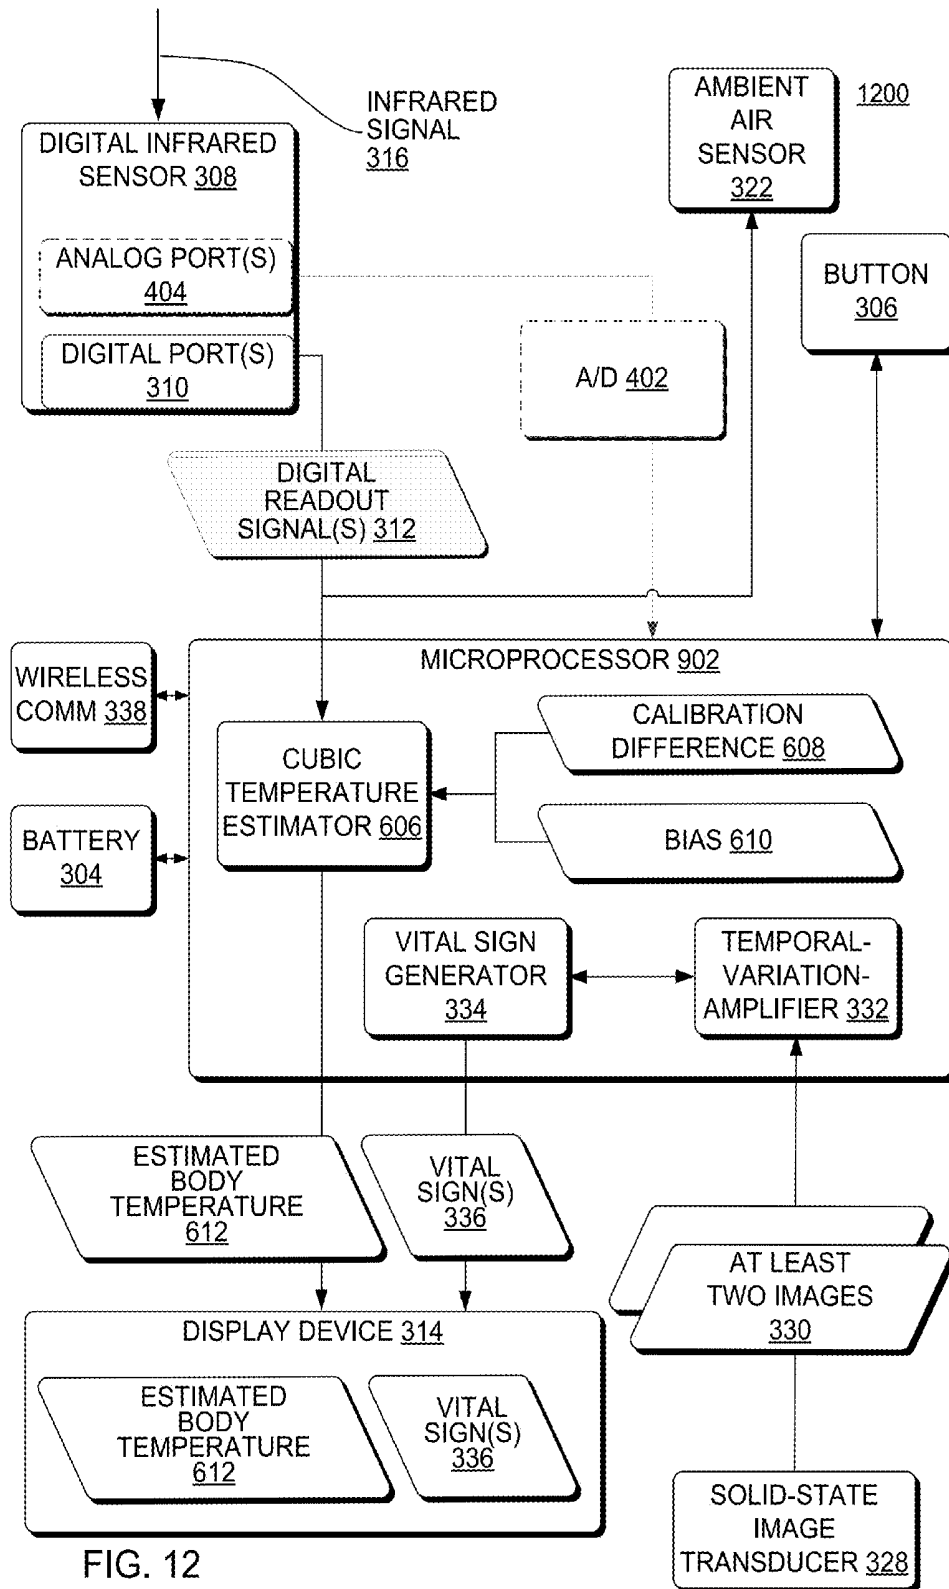 INFRARED
SIGNAL
316
AMBIENT
AIR
SENSOR
322
1200
DIGITAL INFRARED
SENSOR 308
ANALOG PORT(S)
404
DIGITAL PORT(S)
310
A/D 402
BUTTON
306
DIGITAL
READOUT
SIGNAL(S) 312
MICROPROCESSOR 902
WIRELESS
COMM 338
CUBIC
TEMPERATURE
ESTIMATOR 606
CALIBRATION
DIFFERENCE 608
BATTERY
304
BIAS 610
VITAL SIGN
GENERATOR
334
TEMPORAL-
VARIATION-
AMPLIFIER 332
ESTIMATED
BODY
TEMPERATURE
612
VITAL
SIGN(S)
336
AT LEAST
TWO IMAGES
330
DISPLAY DEVICE 314
ESTIMATED
BODY
TEMPERATURE
612
VITAL
SIGN(S)
336
SOLID-STATE
IMAGE
TRANSDUCER 328
FIG. 12